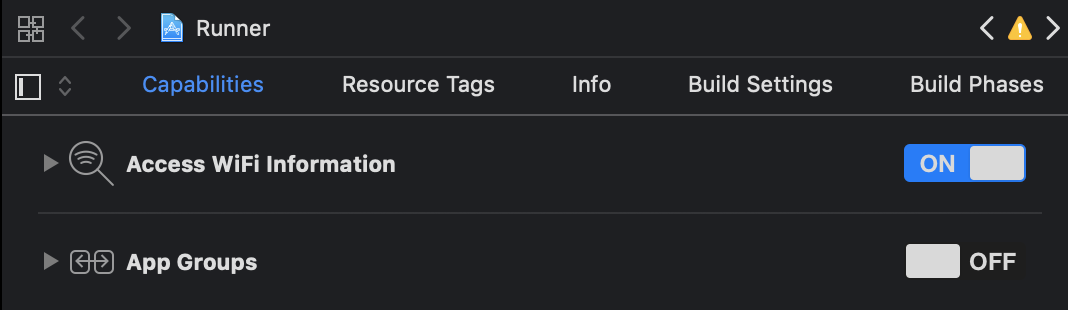 Runner
Capabilities Resource Tags Info Build Settings Build Phases
Access WiFi Information ON
App Groups OFF